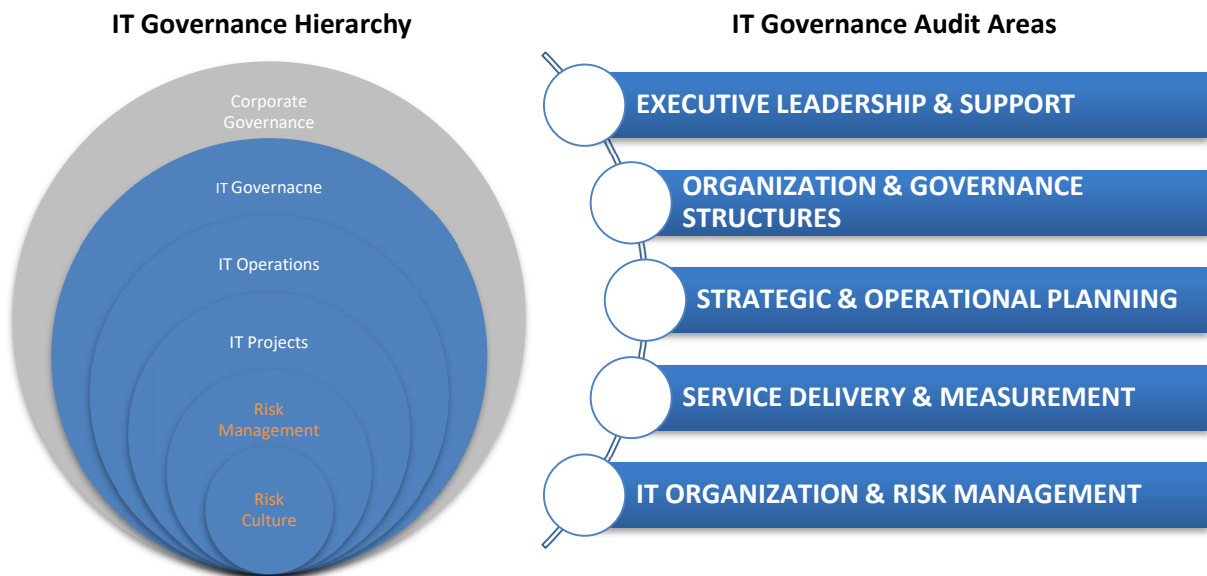 IT Governance Hierarchy
Corporate
Governance
IT Governacne
IT Operations
IT Projects
Risk
Management
Risk
Culture
IT Governance Audit Areas
EXECUTIVE LEADERSHIP & SUPPORT
ORGANIZATION & GOVERNANCE
STRUCTURES
STRATEGIC & OPERATIONAL PLANNING
SERVICE DELIVERY & MEASUREMENT
IT ORGANIZATION & RISK MANAGEMENT